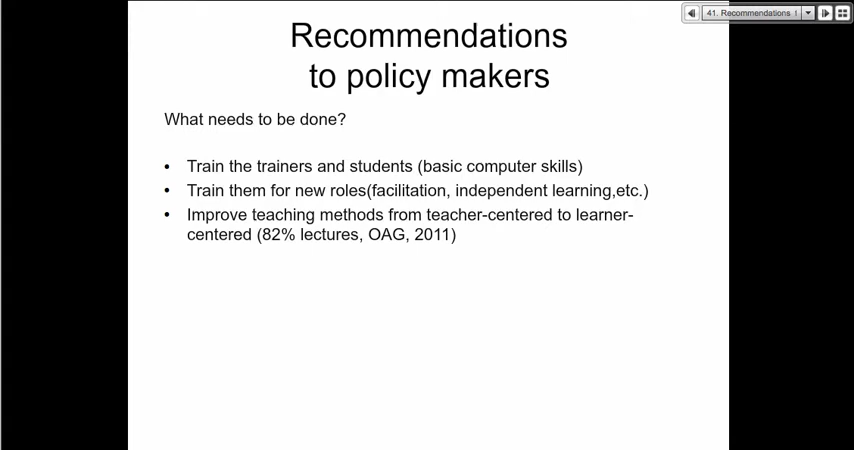 41. Recommendations
Recommendations
to policy makers
What needs to be done?
• Train the trainers and students (basic computer skills)
• Train them for new roles(facilitation, independent learning,etc.)
• Improve teaching methods from teacher-centered to learner-
centered (82% lectures, OAG, 2011)